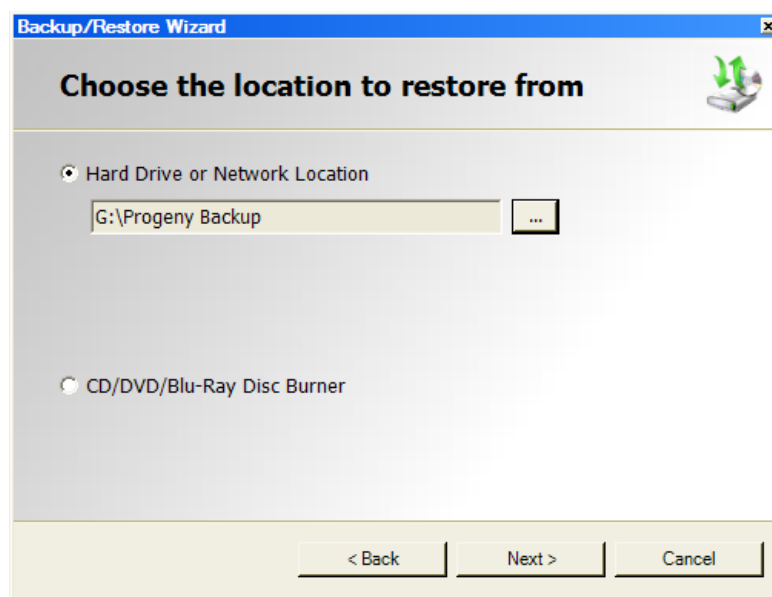 Backup/Restore Wizard
Choose the location to restore from
Hard Drive or Network Location
G:\Progeny Backup
...
CD/DVD/Blu-Ray Disc Burner
< Back Next > Cancel